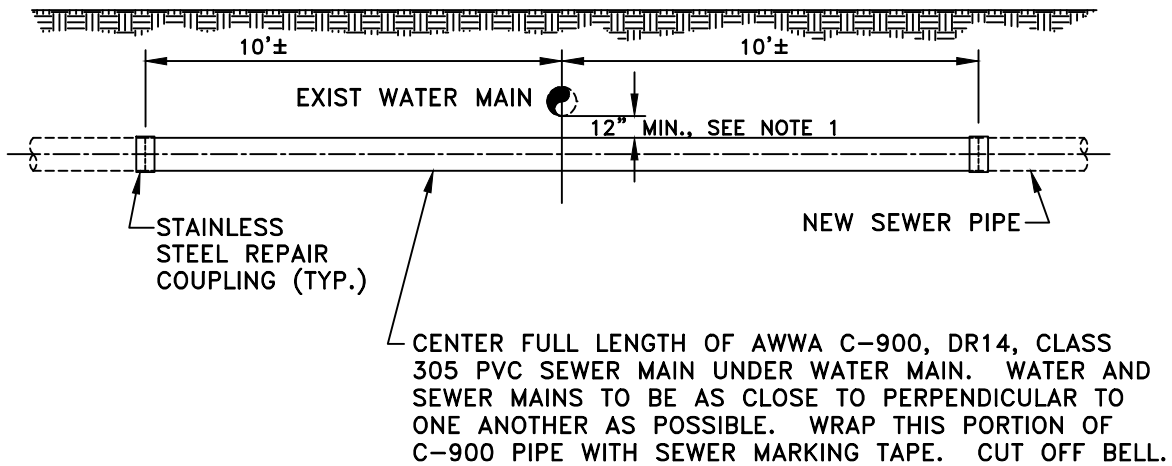 10'±
10'±
EXIST WATER MAIN
12" MIN., SEE NOTE 1
STAINLESS
STEEL REPAIR
COUPLING (TYP.)
NEW SEWER PIPE
CENTER FULL LENGTH OF AWWA C-900, DR14, CLASS
305 PVC SEWER MAIN UNDER WATER MAIN. WATER AND
SEWER MAINS TO BE AS CLOSE TO PERPENDICULAR TO
ONE ANOTHER AS POSSIBLE. WRAP THIS PORTION OF
C-900 PIPE WITH SEWER MARKING TAPE. CUT OFF BELL.